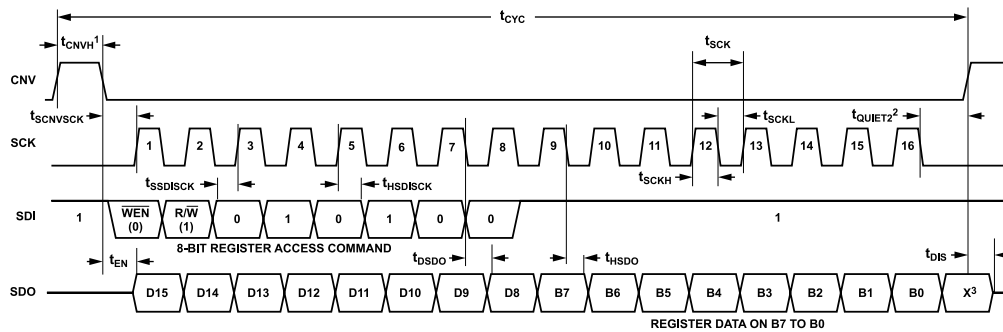 tCYC
tCNVH1
tSCK
CNV
tSCNVSCK
tSCKL
tQUIET2 2
SCK 1 2 3 4 5 6 7 8 9 10 11 12 13 14 15 16
tSSDISCK
tHSDISCK
tSCKH
SDI 1 WEN (0) R/W (1) 0 1 0 1 0 0 1
8-BIT REGISTER ACCESS COMMAND
tEN
tDSDO
tHSDO
tDIS
SDO D15 D14 D13 D12 D11 D10 D9 D8 B7 B6 B5 B4 B3 B2 B1 B0 X3
REGISTER DATA ON B7 TO B0